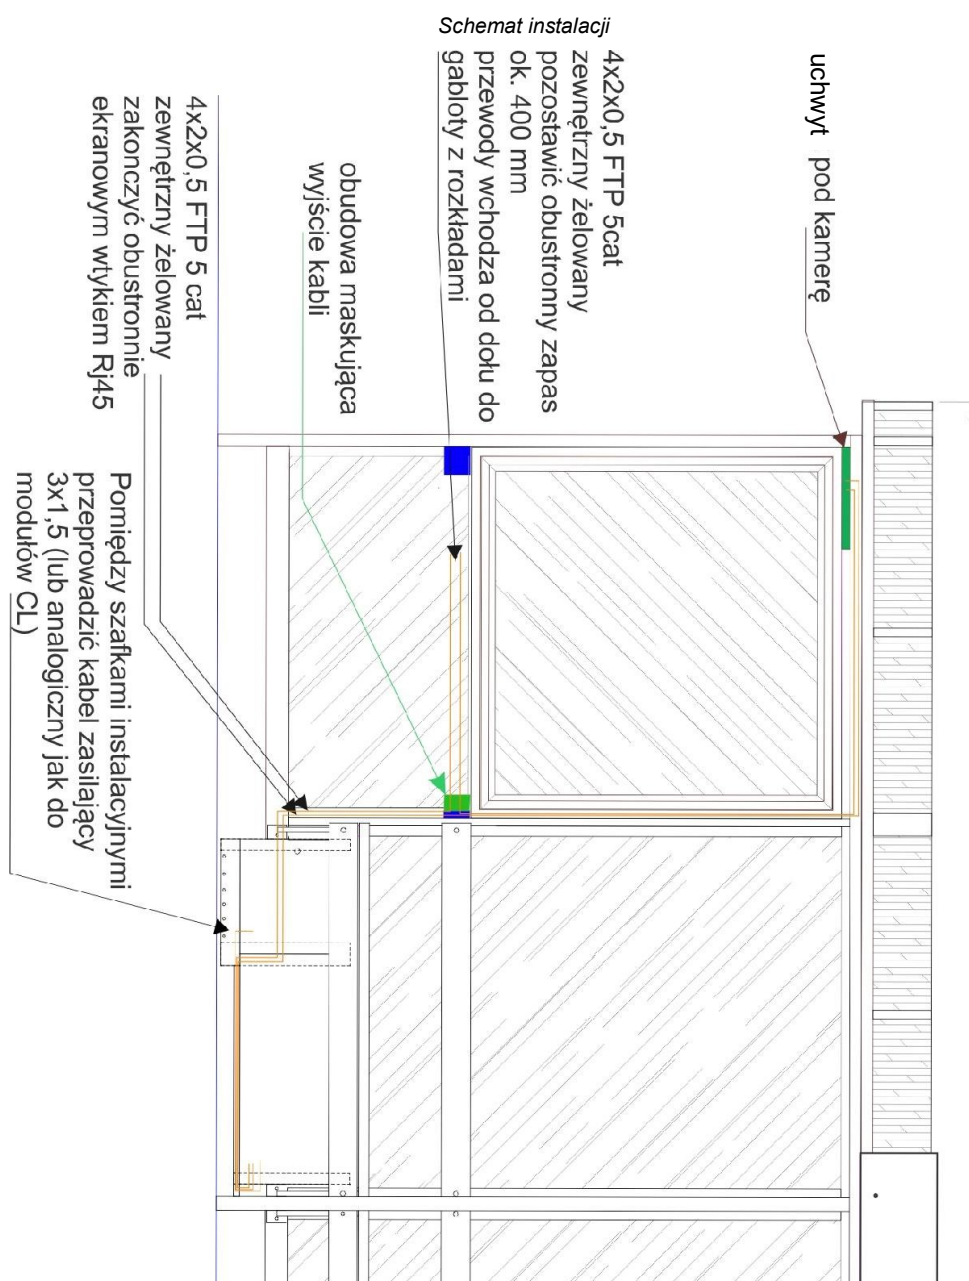 Schemat instalacji
uchwyt pod kamerę
4x2x0,5 FTP 5cat
zewnętrzny żelowany
pozostawić obustronny zapas
ok. 400 mm
przewody wchodza od dołu do
gabloty z rozkładami
obudowa maskująca
wyjście kabli
4x2x0,5 FTP 5 cat
zewnętrzny żelowany
zakonczyć obustronnie
ekranowym wtykiem Rj45
Pomiędzy szafkami instalacyjnymi
przeprowadzić kabel zasilający
3x1,5 (lub analogiczny jak do
modułów CL)